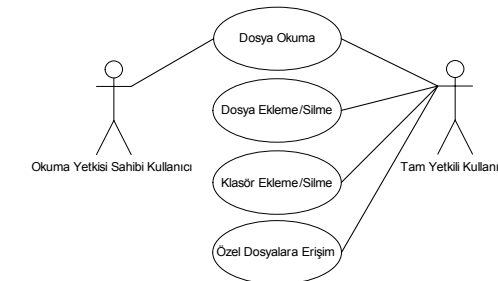 Dosya Okuma
Dosya Ekleme/Silme
Okuma Yetkisi Sahibi Kullanıcı
Tam Yetkili Kullanı
Klasör Ekleme/Silme
Özel Dosyalara Erişim